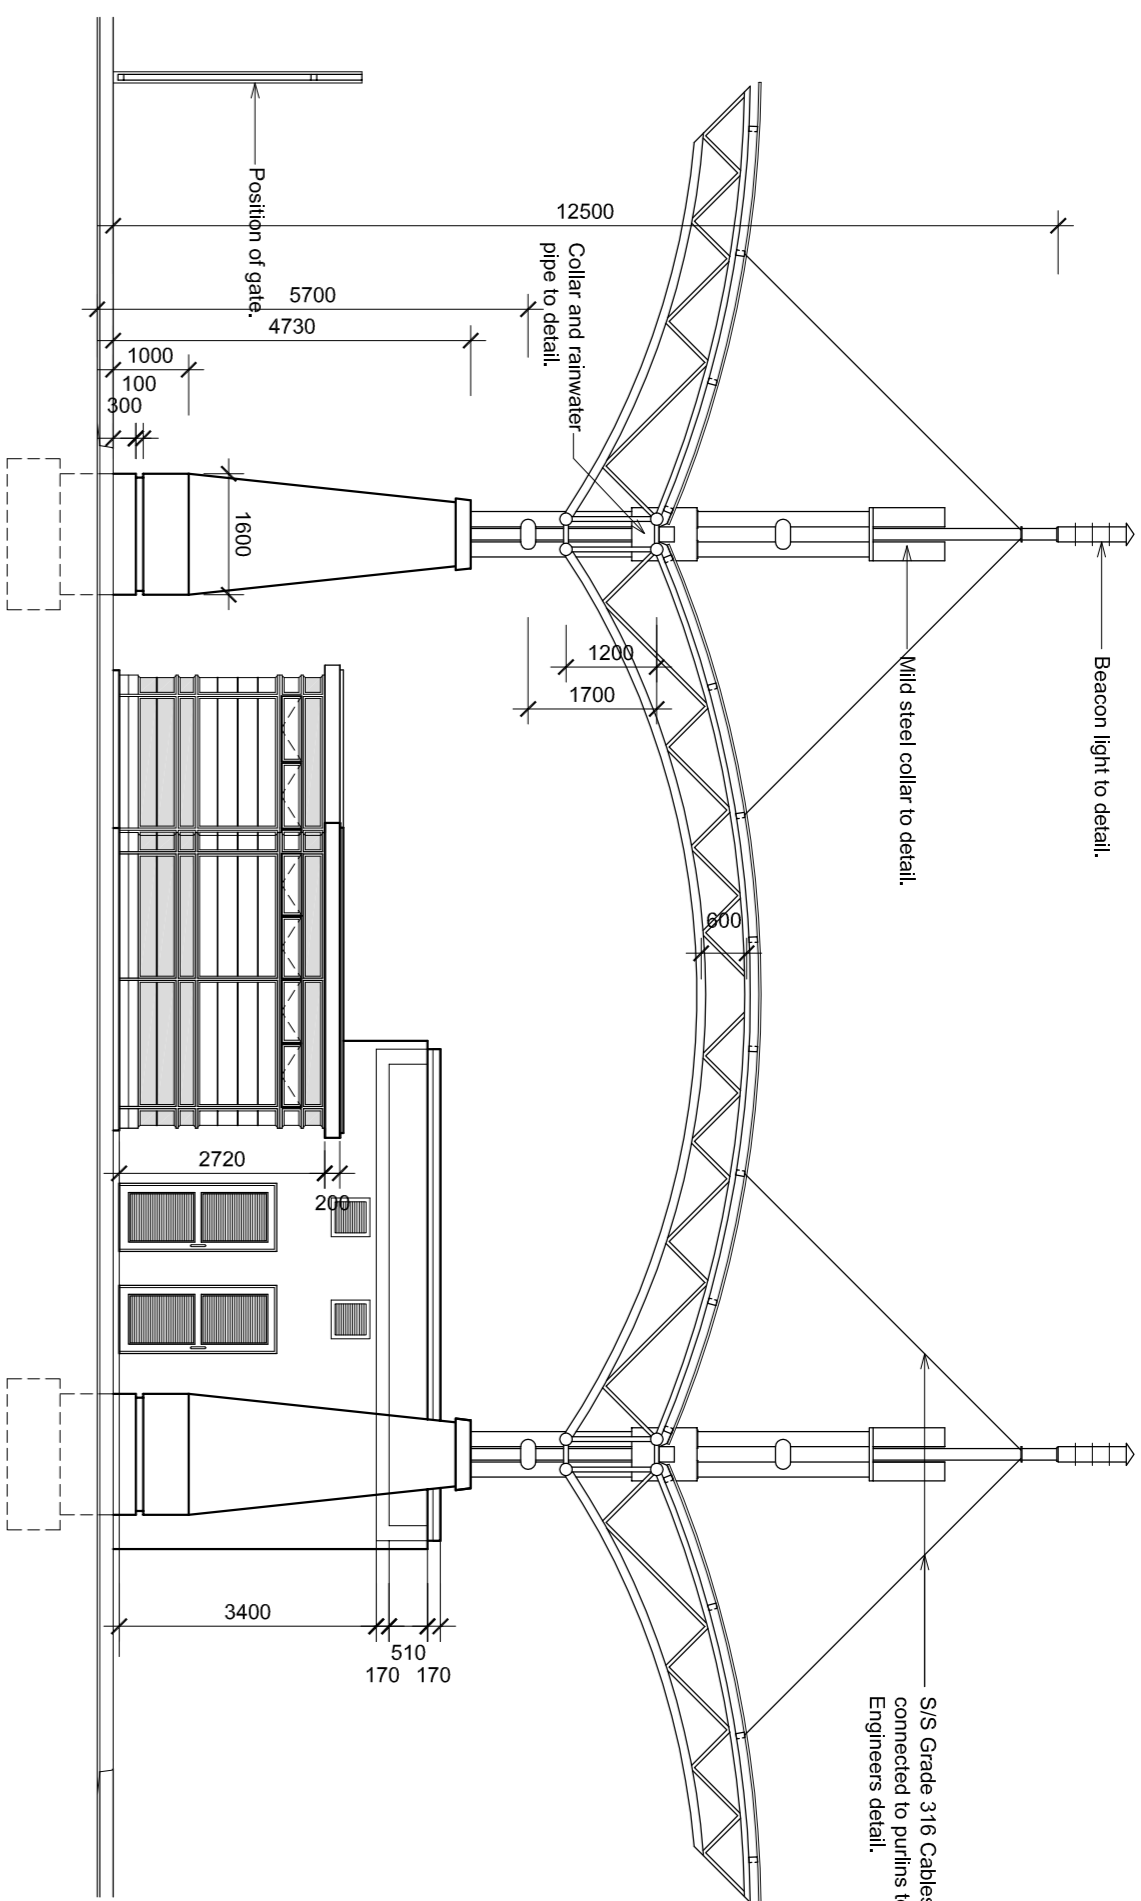 Beacon light to detail.
Mild steel collar to detail.
S/S Grade 316 Cables
connected to purlins
Engineers detail.
Collar and rainwater
pipe to detail.
Position of gate.
12500
5700
4730
1000
100
300
1600
1200
1700
600
2720
200
3400
510
170 170